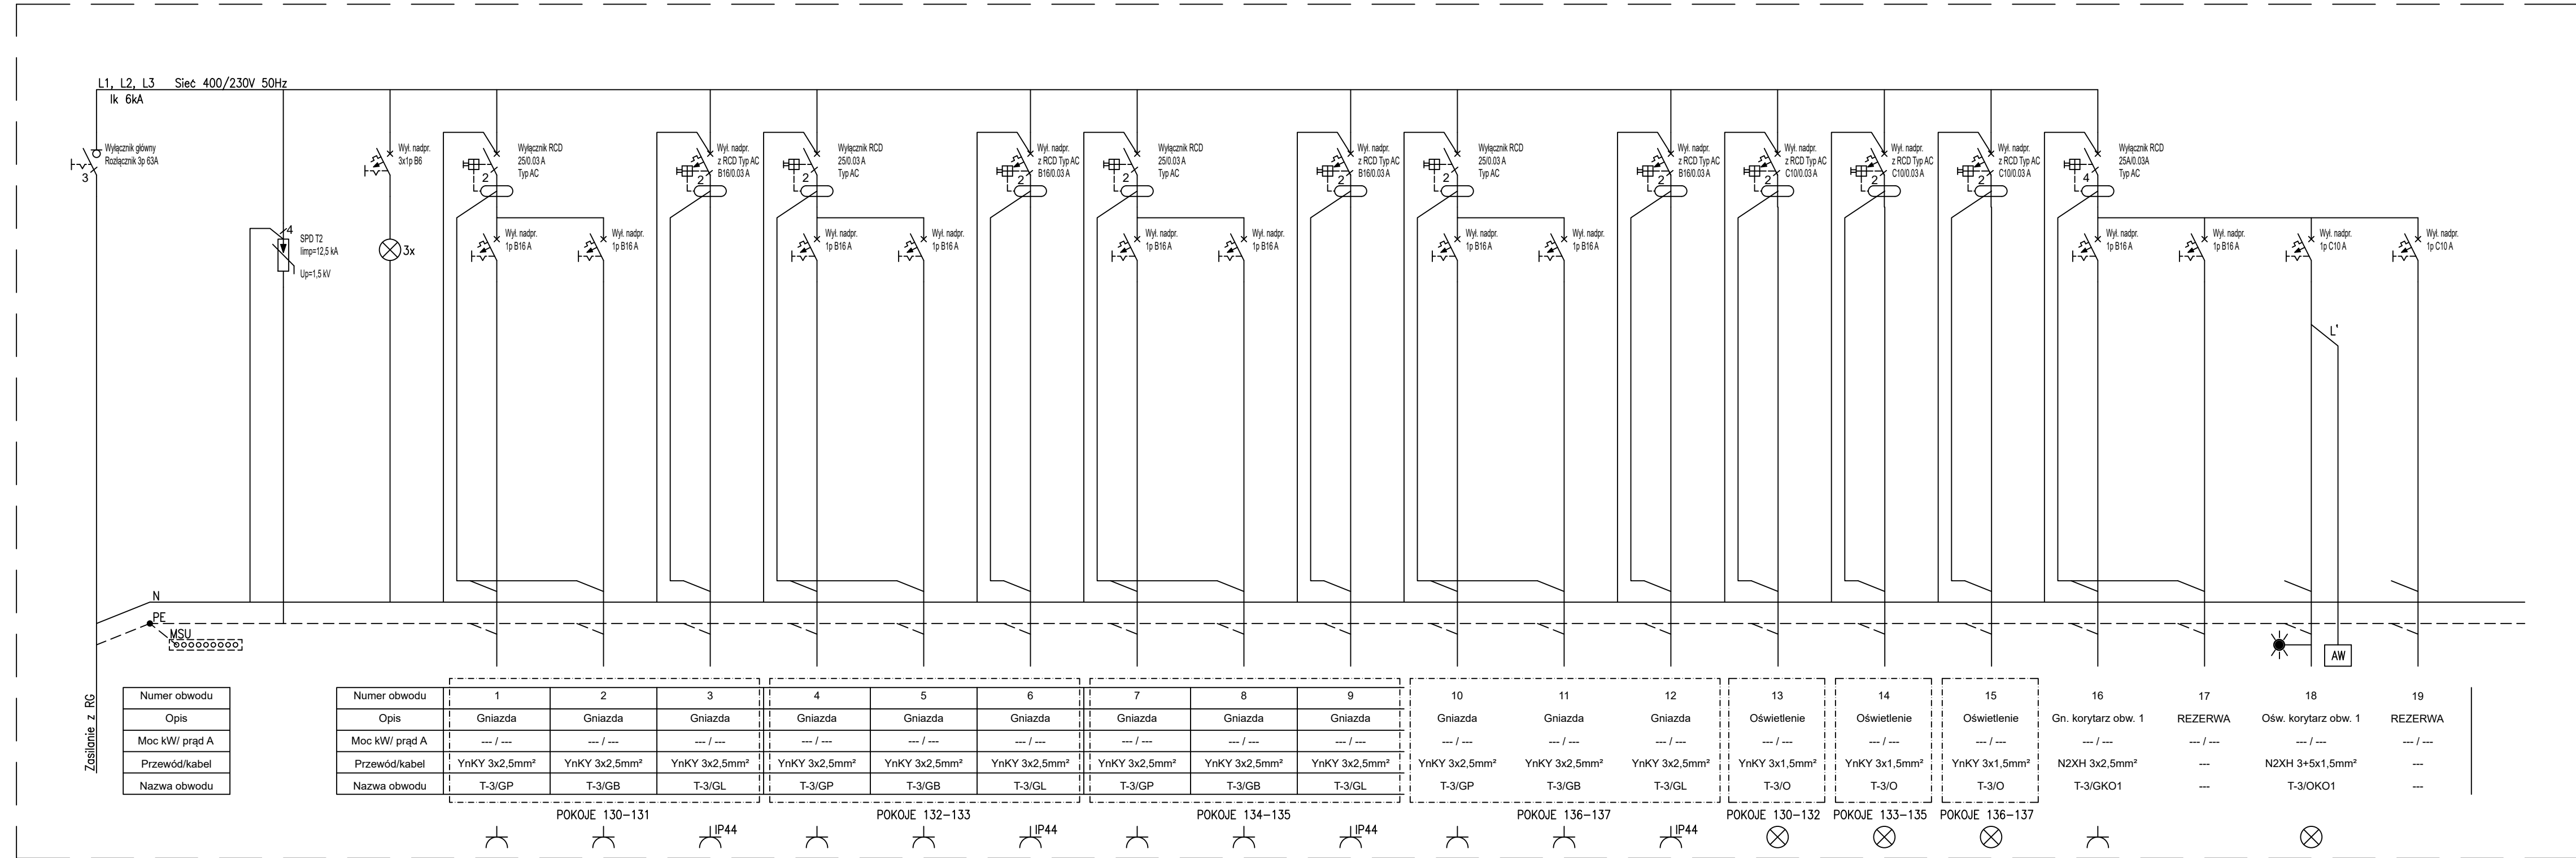 L1, L2, L3 Sieć 400/230V 50Hz
Ik 6kA
Wyłącznik główny
Rozłącznik 3p 63A
3
4
SPD T2
Iimp=12,5 kA
Up=1,5 kV
Wył. nadpr.
3x1p B6
3x
Wyłącznik RCD
25/0.03 A
Typ AC
2
Wył. nadpr.
1p B16 A
Wył. nadpr.
1p B16 A
Wył. nadpr.
z RCD Typ AC
B16/0.03 A
2
Wyłącznik RCD
25/0.03 A
Typ AC
2
Wył. nadpr.
1p B16 A
Wył. nadpr.
1p B16 A
Wył. nadpr.
z RCD Typ AC
B16/0.03 A
2
Wyłącznik RCD
25/0.03 A
Typ AC
2
Wył. nadpr.
1p B16 A
Wył. nadpr.
1p B16 A
Wył. nadpr.
z RCD Typ AC
B16/0.03 A
2
Wyłącznik RCD
25/0.03 A
Typ AC
2
Wył. nadpr.
1p B16 A
Wył. nadpr.
1p B16 A
Wył. nadpr.
z RCD Typ AC
B16/0.03 A
2
Wył. nadpr.
z RCD Typ AC
C10/0.03 A
2
Wył. nadpr.
z RCD Typ AC
C10/0.03 A
2
Wył. nadpr.
z RCD Typ AC
C10/0.03 A
2
Wyłącznik RCD
25A/0.03A
Typ AC
4
Wył. nadpr.
1p B16 A
Wył. nadpr.
1p B16 A
Wył. nadpr.
1p C10 A
Wył. nadpr.
1p C10 A
L'
N
PE
MSU
AW
Zasilanie z RG
Numer obwodu
Opis
Moc kW/ prąd A
Przewód/kabel
Nazwa obwodu
Numer obwodu 1 2 3 4 5 6 7 8 9 10 11 12 13 14 15 16 17 18 19
Opis Gniazda Gniazda Gniazda Gniazda Gniazda Gniazda Gniazda Gniazda Gniazda Gniazda Gniazda Gniazda Oświetlenie Oświetlenie Oświetlenie Gn. korytarz obw. 1 REZERWA Ośw. korytarz obw. 1 REZERWA
Moc kW/ prąd A --- / --- --- / --- --- / --- --- / --- --- / --- --- / --- --- / --- --- / --- --- / --- --- / --- --- / --- --- / --- --- / --- --- / --- --- / --- --- / --- --- / --- --- / --- --- / ---
Przewód/kabel YnKY 3x2,5mm² YnKY 3x2,5mm² YnKY 3x2,5mm² YnKY 3x2,5mm² YnKY 3x2,5mm² YnKY 3x2,5mm² YnKY 3x2,5mm² YnKY 3x2,5mm² YnKY 3x2,5mm² YnKY 3x2,5mm² YnKY 3x2,5mm² YnKY 3x2,5mm² YnKY 3x1,5mm² YnKY 3x1,5mm² YnKY 3x1,5mm² N2XH 3x2,5mm² --- N2XH 3+5x1,5mm² ---
Nazwa obwodu T-3/GP T-3/GB T-3/GL T-3/GP T-3/GB T-3/GL T-3/GP T-3/GB T-3/GL T-3/GP T-3/GB T-3/GL T-3/O T-3/O T-3/O T-3/GKO1 --- T-3/OKO1 ---
POKOJE 130-131 POKOJE 132-133 POKOJE 134-135 POKOJE 136-137 POKOJE 130-132 POKOJE 133-135 POKOJE 136-137
IP44 IP44 IP44 IP44